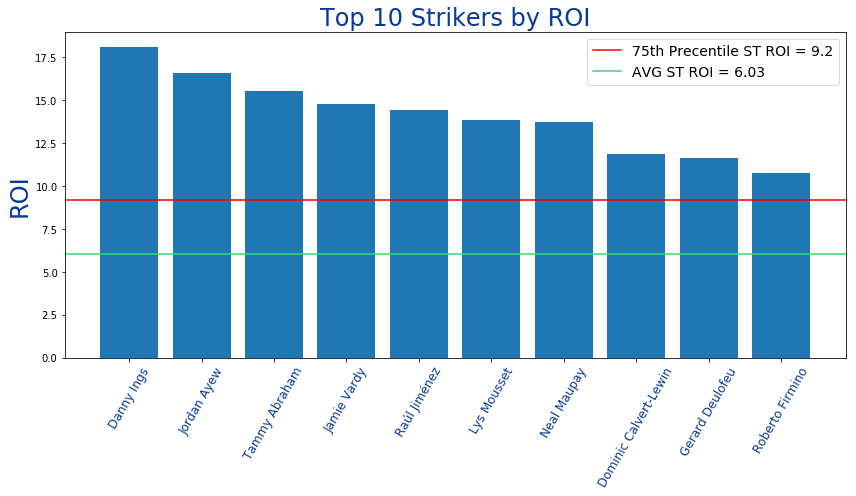 Top 10 Strikers by ROI
75th Precentile ST ROI = 9.2
AVG ST ROI = 6.03
ROI
17.5
15.0
12.5
10.0
7.5
5.0
2.5
0.0
Danny Ings
Jordan Ayew
Tammy Abraham
Jamie Vardy
Raúl Jiménez
Lys Mousset
Neal Maupay
Dominic Calvert-Lewin
Gerard Deulofeu
Roberto Firmino